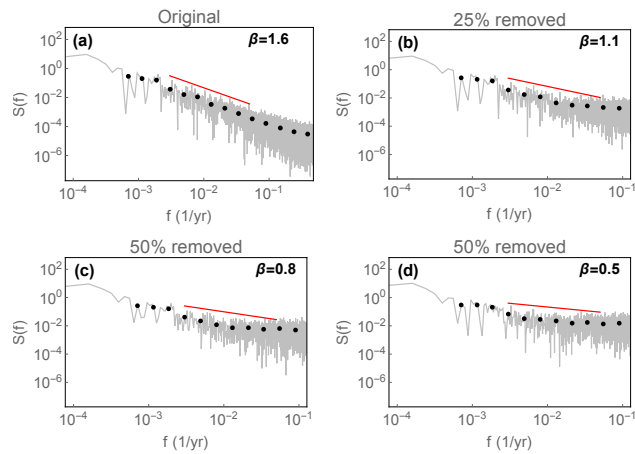 Original
(a)
β=1.6
S(f)
10² 10⁰ 10⁻² 10⁻⁴ 10⁻⁶
10⁻⁴ 10⁻³ 10⁻² 10⁻¹
f (1/yr)
25% removed
(b)
β=1.1
S(f)
10² 10⁰ 10⁻² 10⁻⁴ 10⁻⁶
10⁻⁴ 10⁻³ 10⁻² 10⁻¹
f (1/yr)
50% removed
(c)
β=0.8
S(f)
10² 10⁰ 10⁻² 10⁻⁴ 10⁻⁶
10⁻⁴ 10⁻³ 10⁻² 10⁻¹
f (1/yr)
50% removed
(d)
β=0.5
S(f)
10² 10⁰ 10⁻² 10⁻⁴ 10⁻⁶
10⁻⁴ 10⁻³ 10⁻² 10⁻¹
f (1/yr)